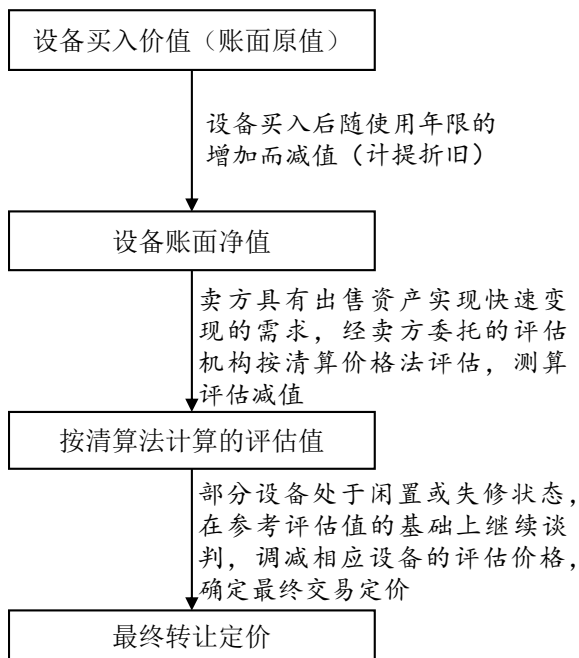 设备买入价值（账面原值）
设备买入后随使用年限的
增加而减值（计提折旧）
设备账面净值
卖方具有出售资产实现快速变
现的需求，经卖方委托的评估
机构按清算价格法评估，测算
评估减值
按清算法计算的评估值
部分设备处于闲置或失修状态，
在参考评估值的基础上继续谈
判，调减相应设备的评估价格，
确定最终交易定价
最终转让定价